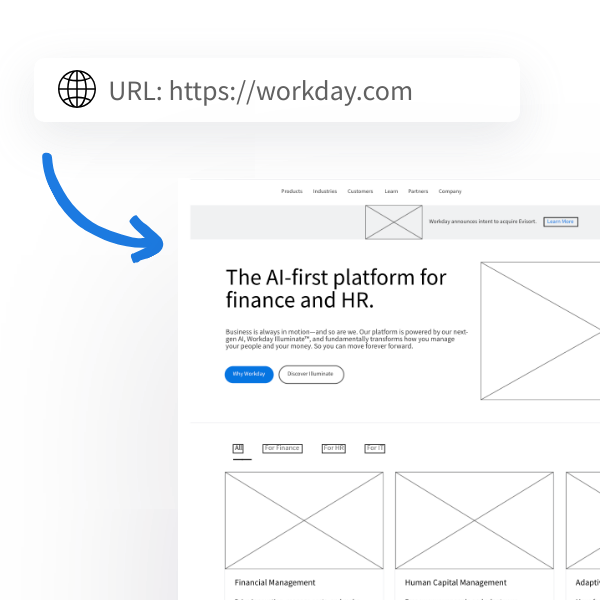 URL: https://workday.com
Products Industries Customers Learn Partners Company
Workday announces intent to acquire Evisort. Learn More
The AI-first platform for
finance and HR.
Business is always in motion—and so are we. Our platform is powered by our next-
gen AI, Workday Illuminate™, and fundamentally transforms how you manage
your people and your money. So you can move forever forward.
Why Workday Discover Illuminate
All For Finance For HR For IT
Financial Management Human Capital Management Adaptiv